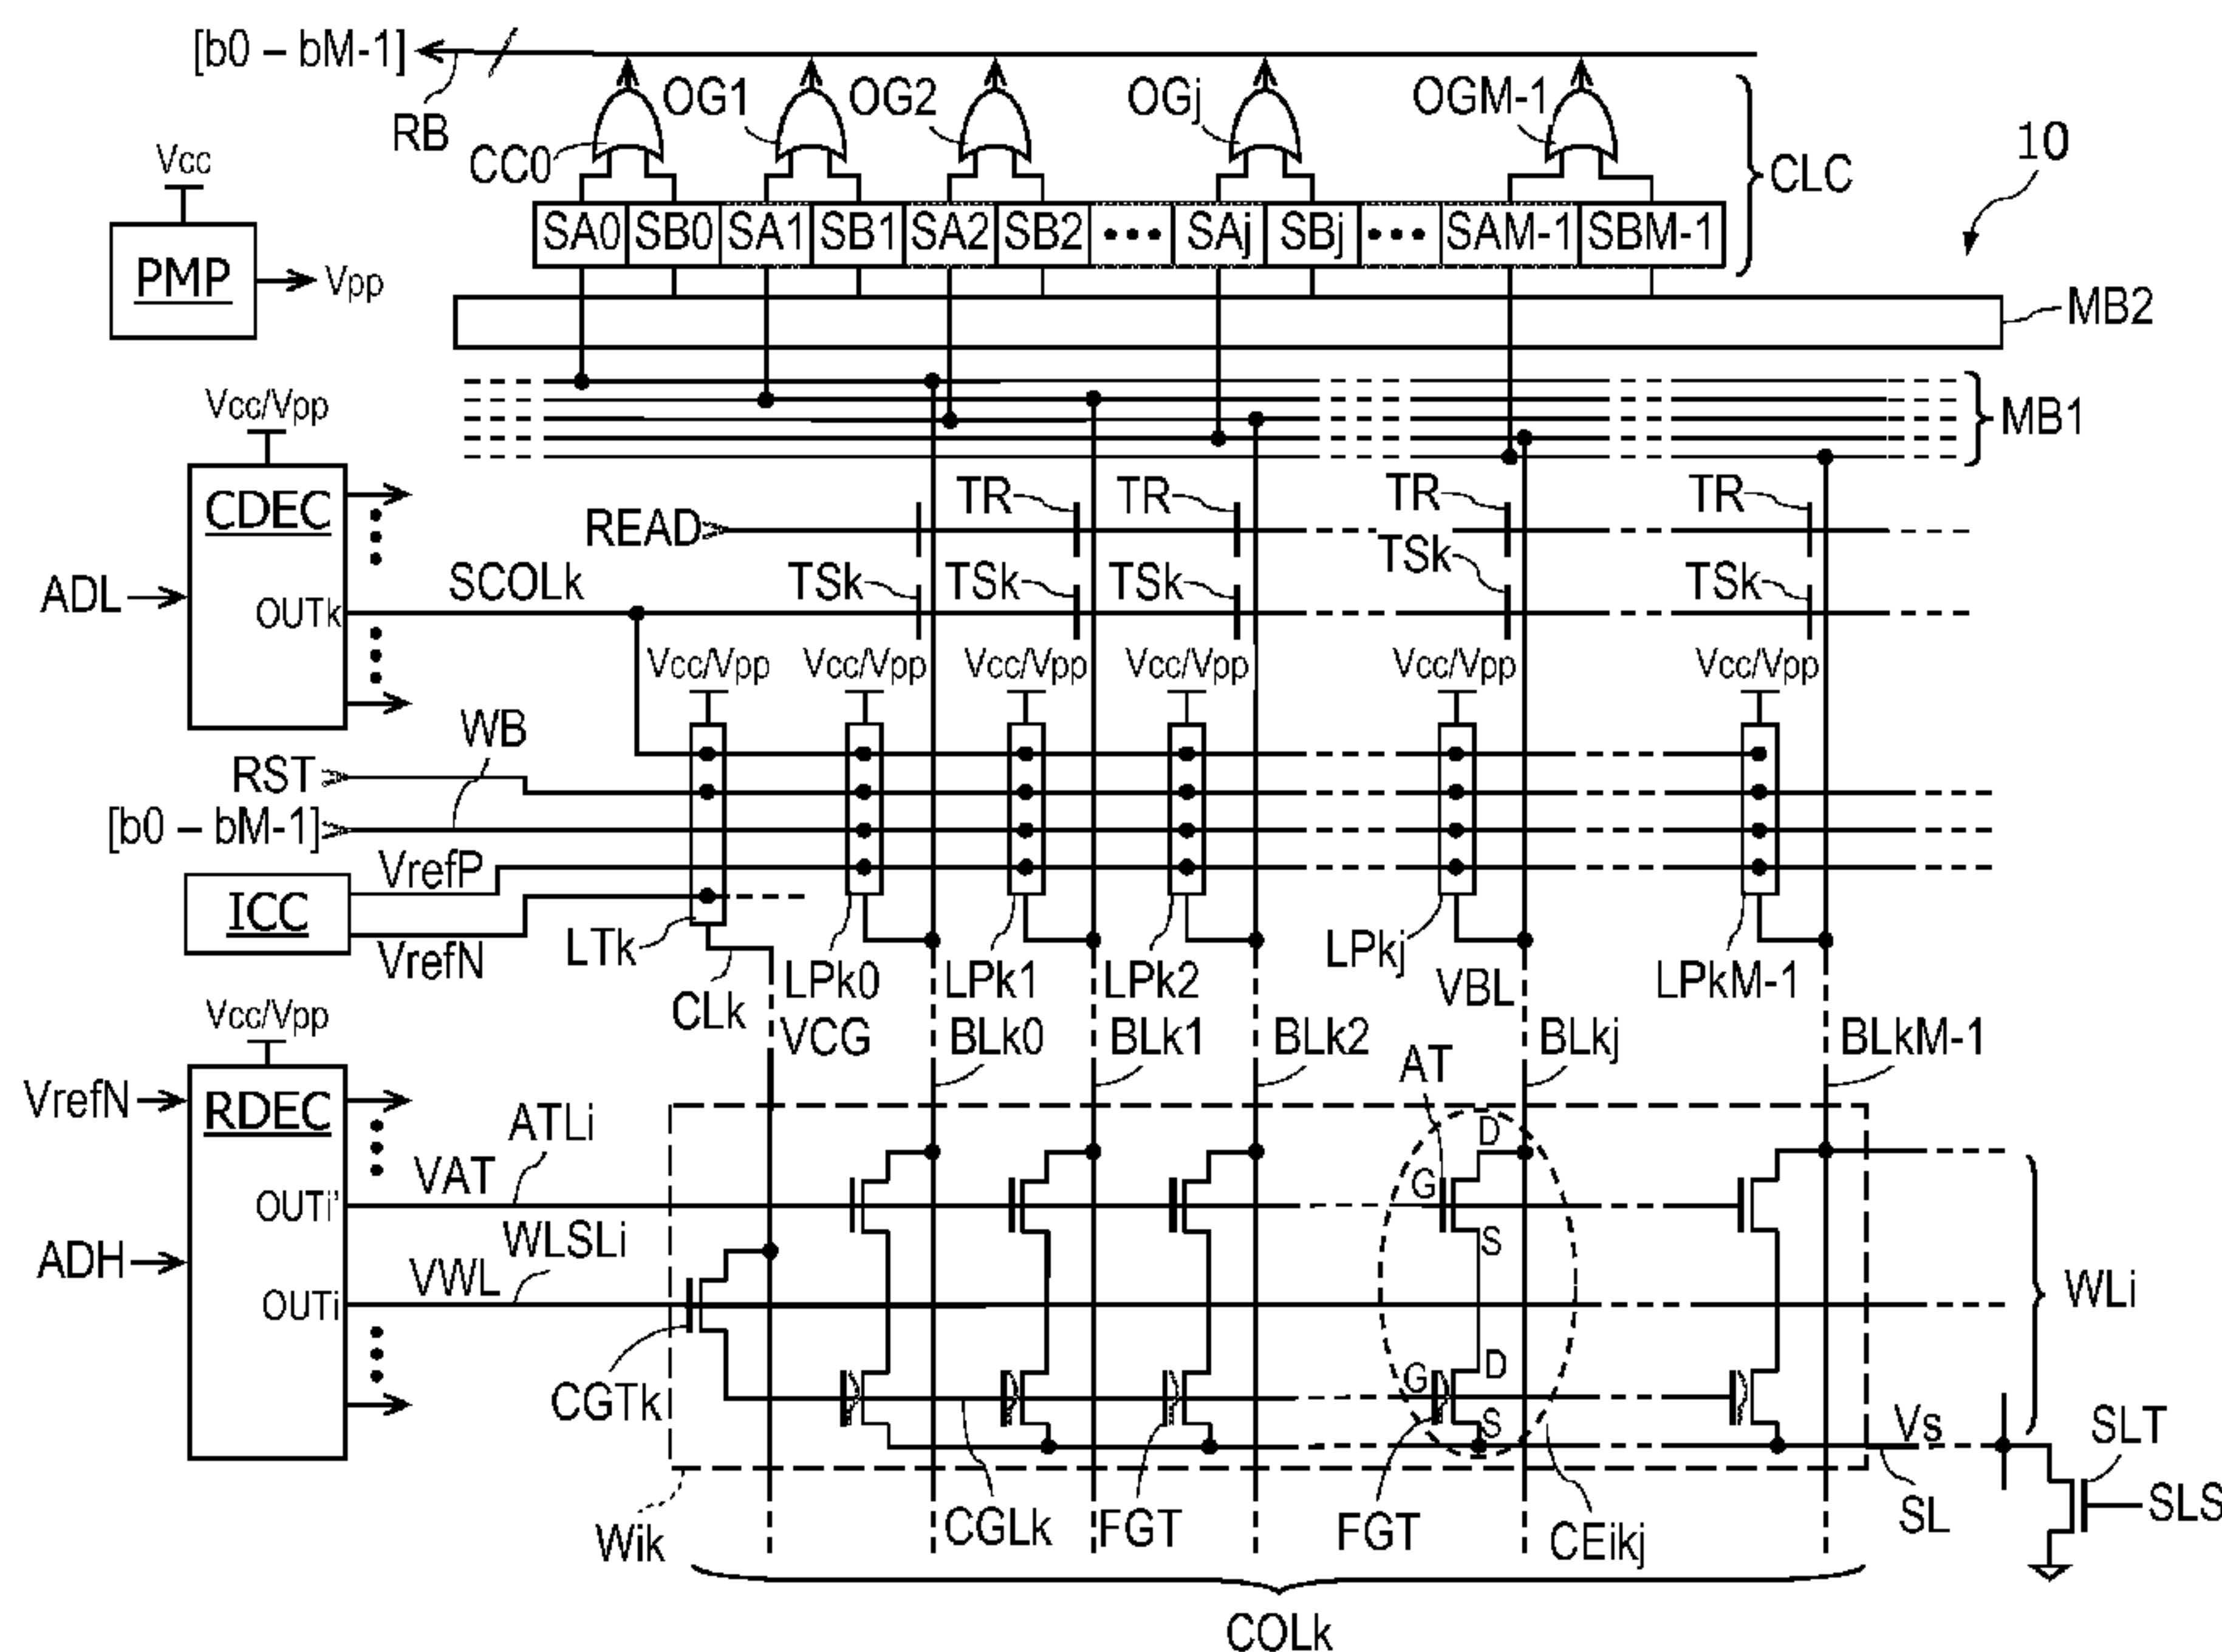 [b0 – bM-1]
RB
CC0
OG1
OG2
OGj
OGM-1
CLC
10
Vcc
PMP
Vpp
SA0 SB0 SA1 SB1 SA2 SB2 ••• SAj SBj ••• SAM-1 SBM-1
MB2
MB1
Vcc/Vpp
CDEC
ADL
OUTk
SCOLk
READ
TR TR TR TR
TSk TSk TSk TSk TSk
Vcc/Vpp Vcc/Vpp Vcc/Vpp Vcc/Vpp Vcc/Vpp Vcc/Vpp
WB
RST
[b0 – bM-1]
VrefP
ICC
VrefN
LTk
CLk
LPk0 LPk1 LPk2 LPkj LPkM-1
VCG
VBL
BLk0 BLk1 BLk2 BLkj BLkM-1
Vcc/Vpp
VrefN
RDEC
ADH
OUTi'
OUTi
VAT
ATLi
VWL
WLSLi
AT
D
G
S
D
G
S
WLi
CGTk
Wik
CGLk
FGT
FGT
CEikj
Vs
SL
SLT
SLS
COLk